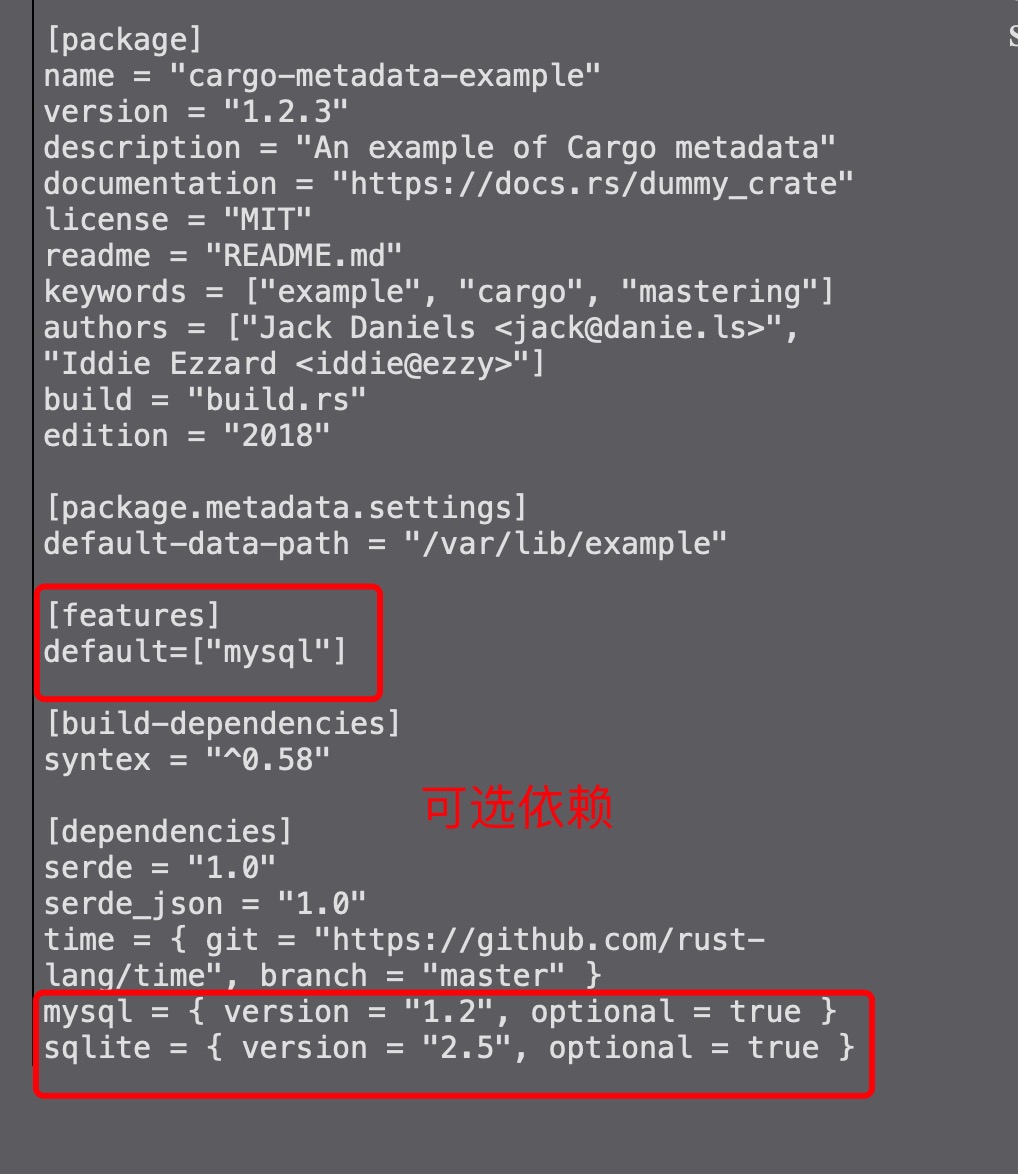 [package]
name = "cargo-metadata-example"
version = "1.2.3"
description = "An example of Cargo metadata"
documentation = "https://docs.rs/dummy_crate"
license = "MIT"
readme = "README.md"
keywords = ["example", "cargo", "mastering"]
authors = ["Jack Daniels <jack@danie.ls>",
"Iddie Ezzard <iddie@ezzy>"]
build = "build.rs"
edition = "2018"
[package.metadata.settings]
default-data-path = "/var/lib/example"
[features]
default=["mysql"]
[build-dependencies]
syntex = "^0.58"
可选依赖
[dependencies]
serde = "1.0"
serde_json = "1.0"
time = { git = "https://github.com/rust-
lang/time", branch = "master" }
mysql = { version = "1.2", optional = true }
sqlite = { version = "2.5", optional = true }